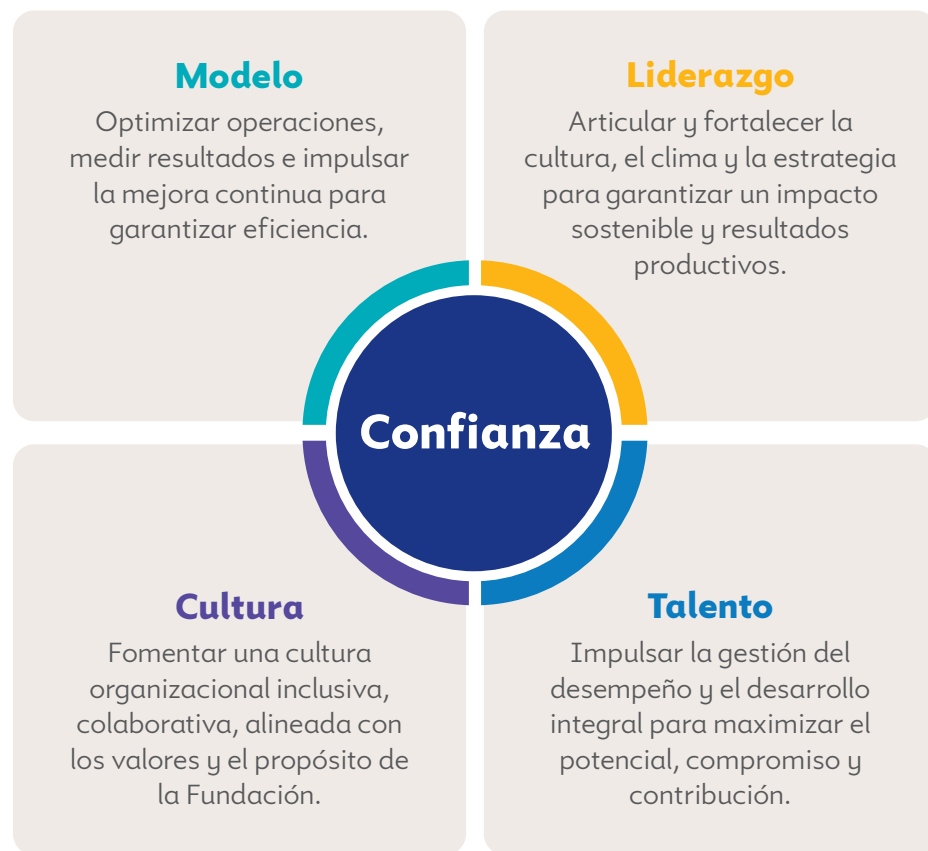 Modelo
Optimizar operaciones,
medir resultados e impulsar
la mejora continua para
garantizar eficiencia.
Liderazgo
Articular y fortalecer la
cultura, el clima y la estrategia
para garantizar un impacto
sostenible y resultados
productivos.
Confianza
Cultura
Fomentar una cultura
organizacional inclusiva,
colaborativa, alineada con
los valores y el propósito de
la Fundación.
Talento
Impulsar la gestión del
desempeño y el desarrollo
integral para maximizar el
potencial, compromiso y
contribución.